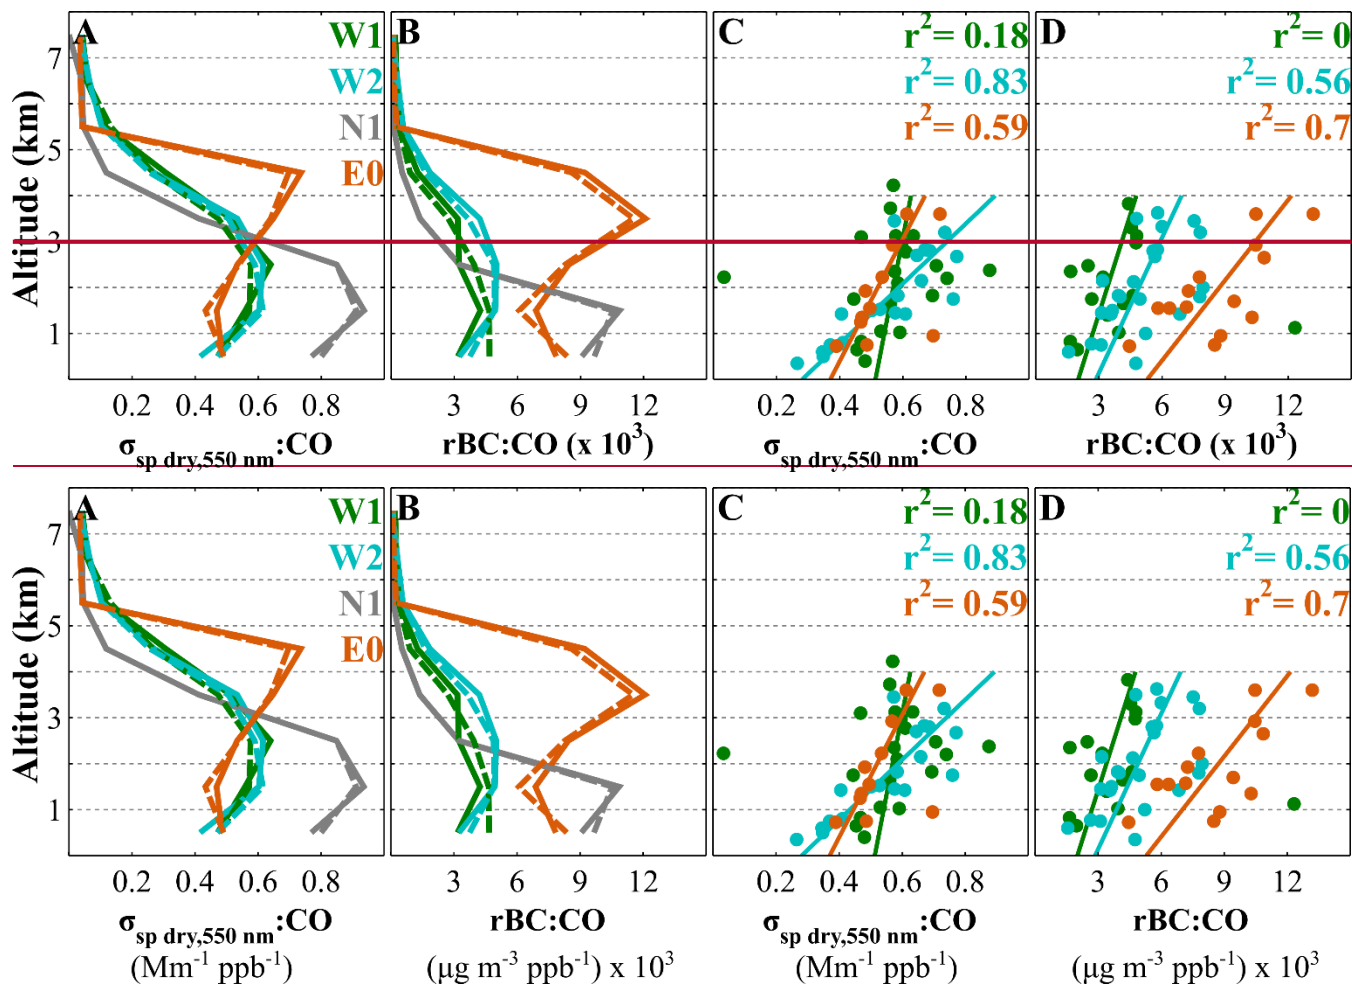 A
W1
W2
N1
E0
B
C
r²= 0.18
r²= 0.83
r²= 0.59
D
r²= 0
r²= 0.56
r²= 0.7
Altitude (km)
7
5
3
1
0.2 0.4 0.6 0.8
3 6 9 12
0.2 0.4 0.6 0.8
3 6 9 12
σsp dry,550 nm:CO
rBC:CO (x 10³)
σsp dry,550 nm:CO
rBC:CO (x 10³)
A
W1
W2
N1
E0
B
C
r²= 0.18
r²= 0.83
r²= 0.59
D
r²= 0
r²= 0.56
r²= 0.7
Altitude (km)
7
5
3
1
0.2 0.4 0.6 0.8
3 6 9 12
0.2 0.4 0.6 0.8
3 6 9 12
σsp dry,550 nm:CO
(Mm⁻¹ ppb⁻¹)
rBC:CO
(μg m⁻³ ppb⁻¹) x 10³
σsp dry,550 nm:CO
(Mm⁻¹ ppb⁻¹)
rBC:CO
(μg m⁻³ ppb⁻¹) x 10³